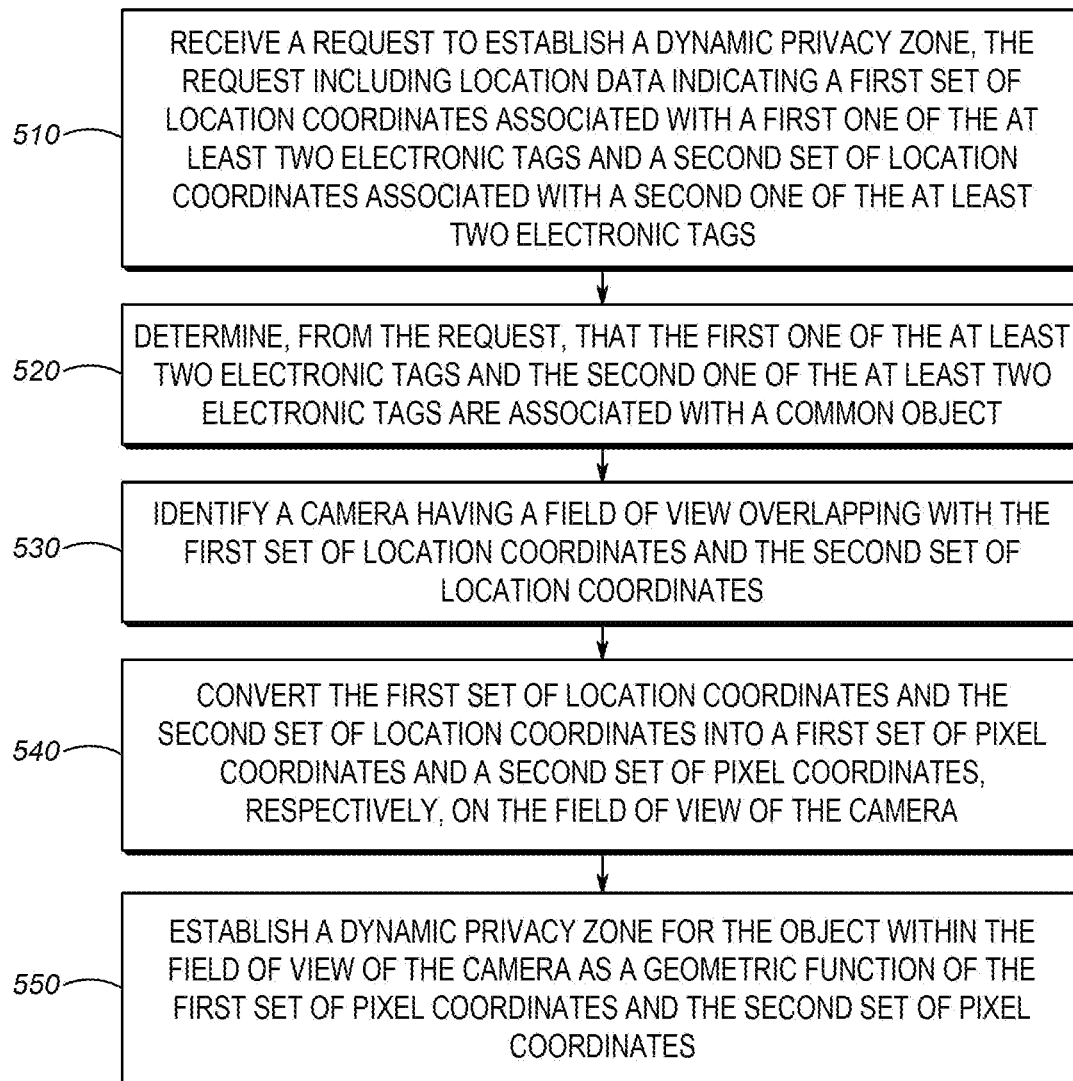 RECEIVE A REQUEST TO ESTABLISH A DYNAMIC PRIVACY ZONE, THE
REQUEST INCLUDING LOCATION DATA INDICATING A FIRST SET OF
510
LOCATION COORDINATES ASSOCIATED WITH A FIRST ONE OF THE AT
LEAST TWO ELECTRONIC TAGS AND A SECOND SET OF LOCATION
COORDINATES ASSOCIATED WITH A SECOND ONE OF THE AT LEAST
TWO ELECTRONIC TAGS
DETERMINE, FROM THE REQUEST, THAT THE FIRST ONE OF THE AT LEAST
520
TWO ELECTRONIC TAGS AND THE SECOND ONE OF THE AT LEAST TWO
ELECTRONIC TAGS ARE ASSOCIATED WITH A COMMON OBJECT
IDENTIFY A CAMERA HAVING A FIELD OF VIEW OVERLAPPING WITH THE
530
FIRST SET OF LOCATION COORDINATES AND THE SECOND SET OF
LOCATION COORDINATES
CONVERT THE FIRST SET OF LOCATION COORDINATES AND THE
540
SECOND SET OF LOCATION COORDINATES INTO A FIRST SET OF PIXEL
COORDINATES AND A SECOND SET OF PIXEL COORDINATES,
RESPECTIVELY, ON THE FIELD OF VIEW OF THE CAMERA
ESTABLISH A DYNAMIC PRIVACY ZONE FOR THE OBJECT WITHIN THE
550
FIELD OF VIEW OF THE CAMERA AS A GEOMETRIC FUNCTION OF THE
FIRST SET OF PIXEL COORDINATES AND THE SECOND SET OF PIXEL
COORDINATES